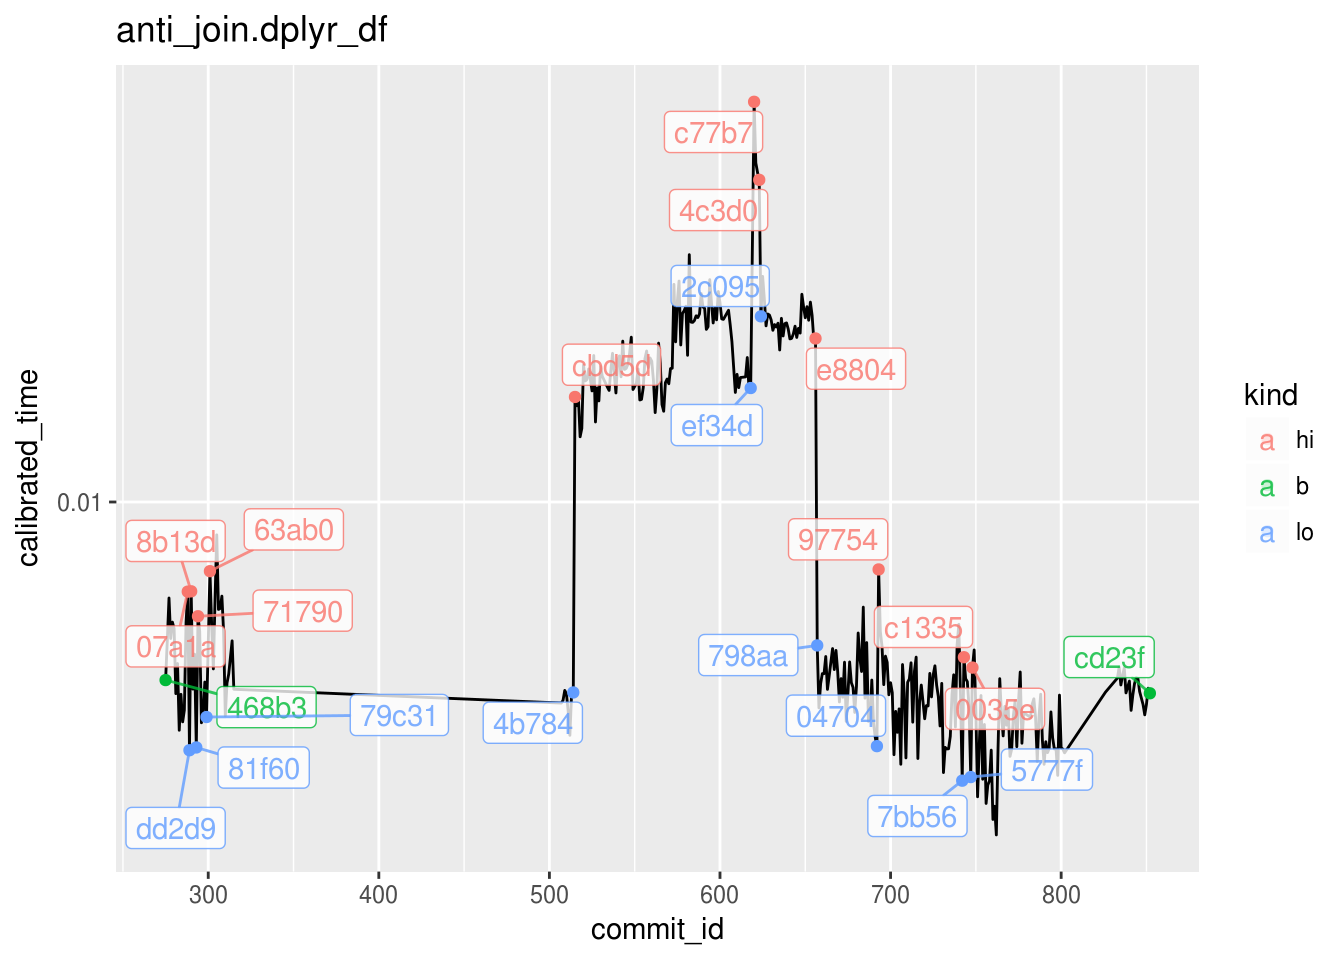 anti_join.dplyr_df
calibrated_time
0.01
c77b7
4c3d0
2c095
cbd5d
e8804
ef34d
63ab0
8b13d
97754
71790
c1335
07a1a
798aa
cd23f
468b3
79c31
4b784
04704
0035e
81f60
5777f
7bb56
dd2d9
300 400 500 600 700 800
commit_id
kind
a hi
a b
a lo